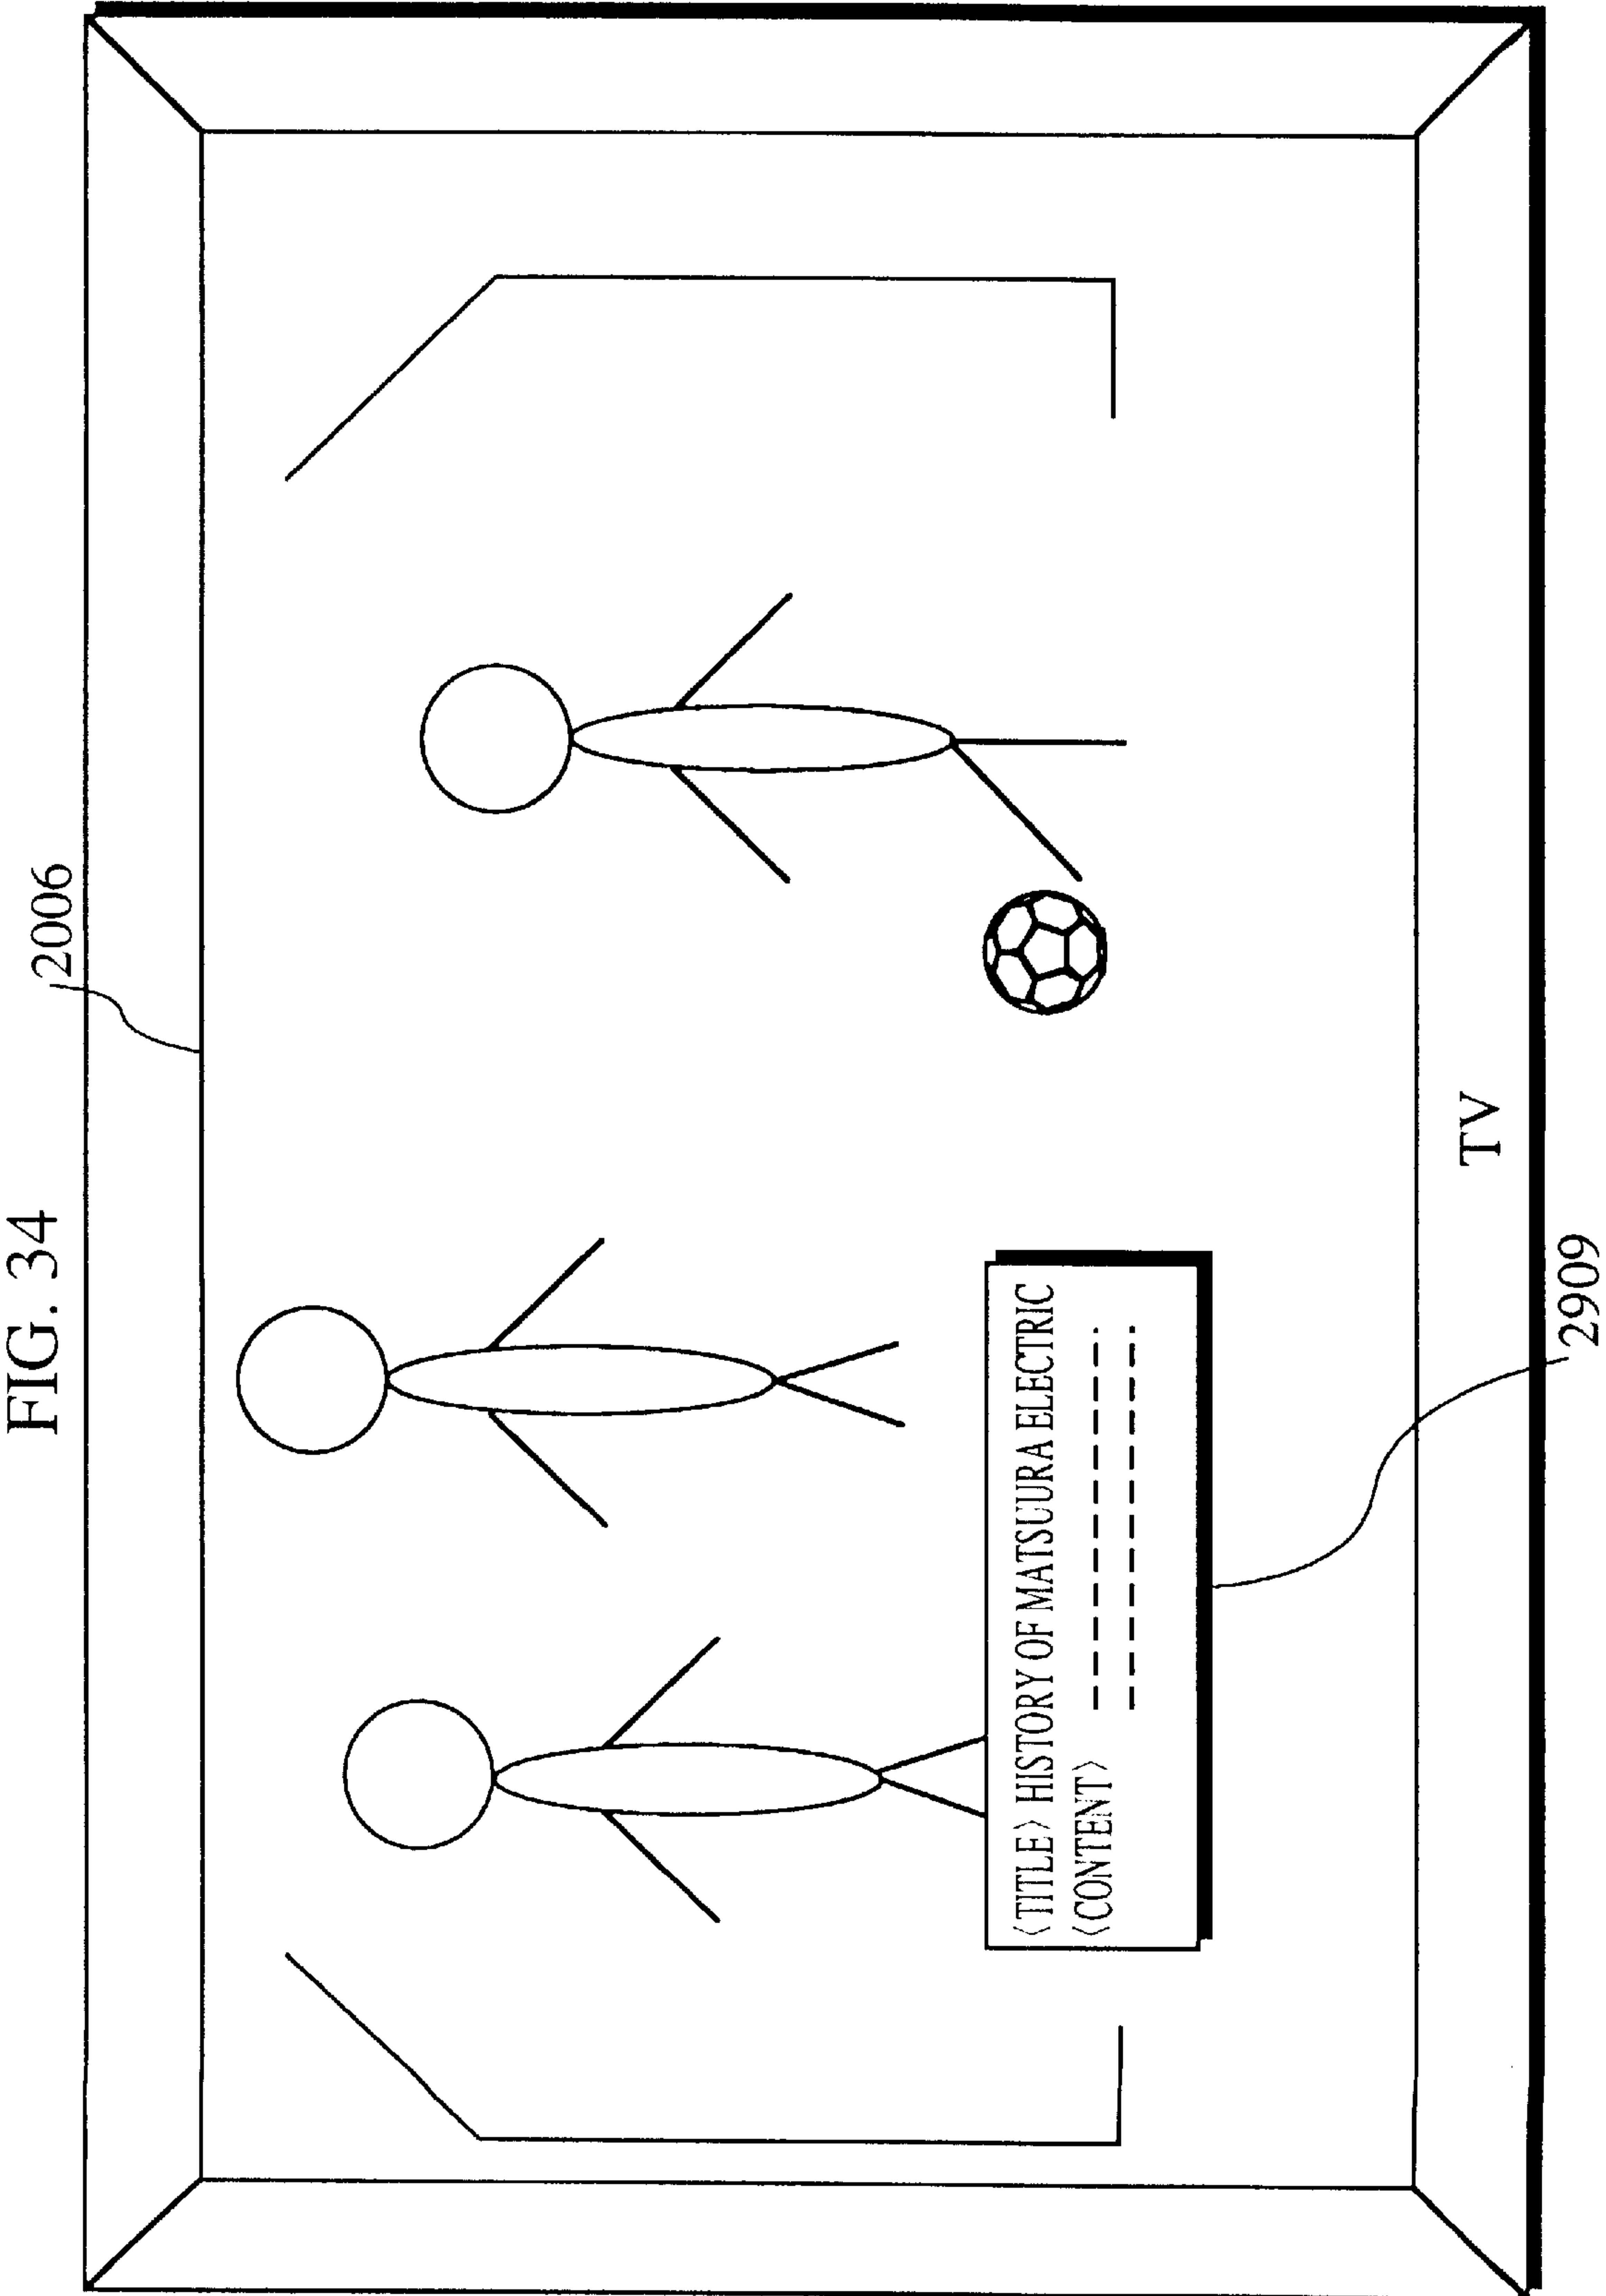 FIG. 34
2006
<TITLE> HISTORY OF MATSUURA ELECTRIC
<CONTENT>
TV
2909